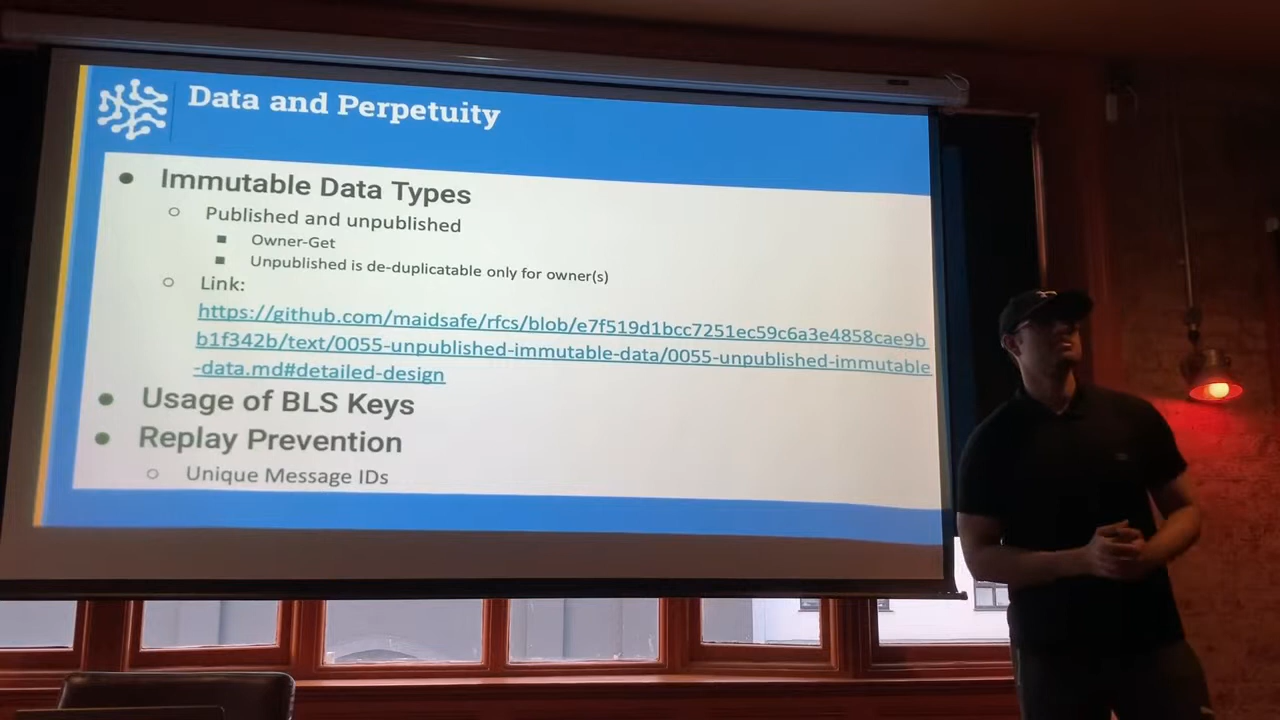 Data and Perpetuity
Immutable Data Types
Published and unpublished
Owner-Get
Unpublished is de-duplicatable only for owner(s)
Link:
https://github.com/maidsafe/rfcs/blob/e7f519d1bcc7251ec59c6a3e4858cae9b
b1f342b/text/0055-unpublished-immutable-data/0055-unpublished-immutable
-data.md#detailed-design
Usage of BLS Keys
Replay Prevention
Unique Message IDs